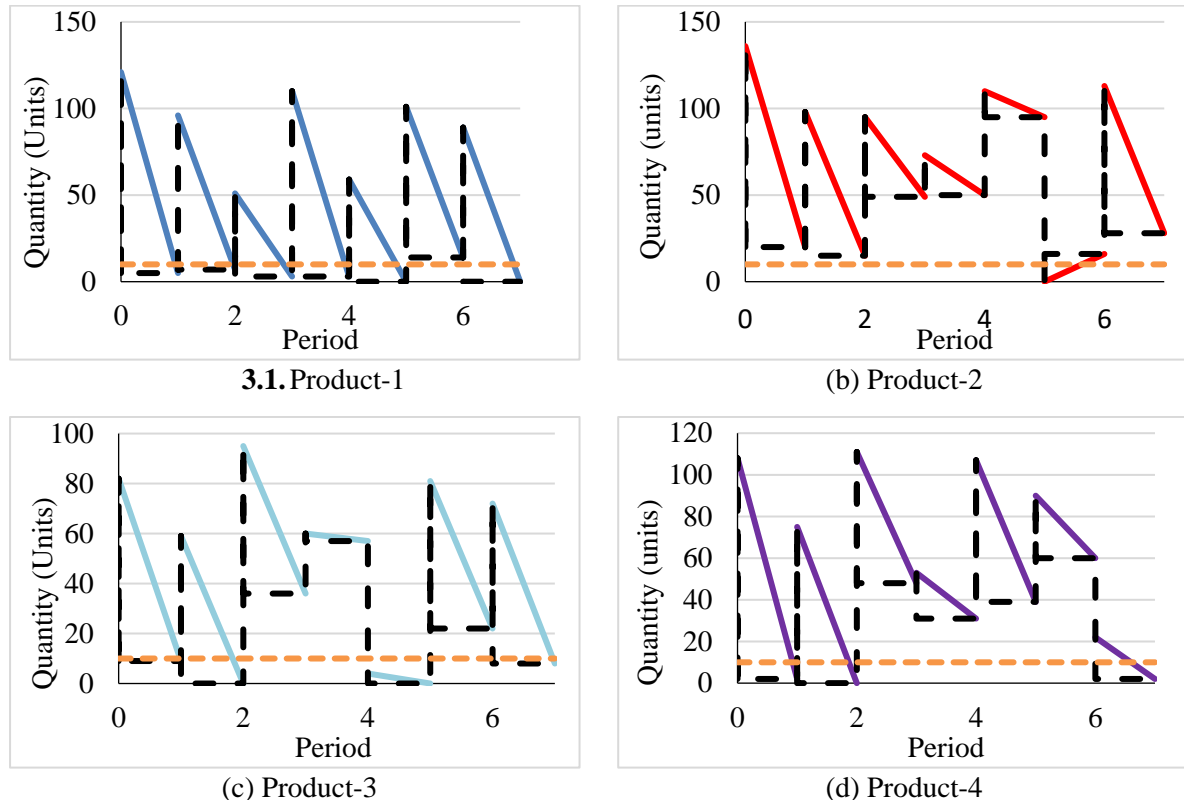 Quantity (Units)
150
100
50
0
0 2 4 6
Period
3.1. Product-1
Quantity (units)
150
100
50
0
0 2 4 6
Period
(b) Product-2
Quantity (Units)
100
80
60
40
20
0
0 2 4 6
Period
(c) Product-3
Quantity (units)
120
100
80
60
40
20
0
0 2 4 6
Period
(d) Product-4